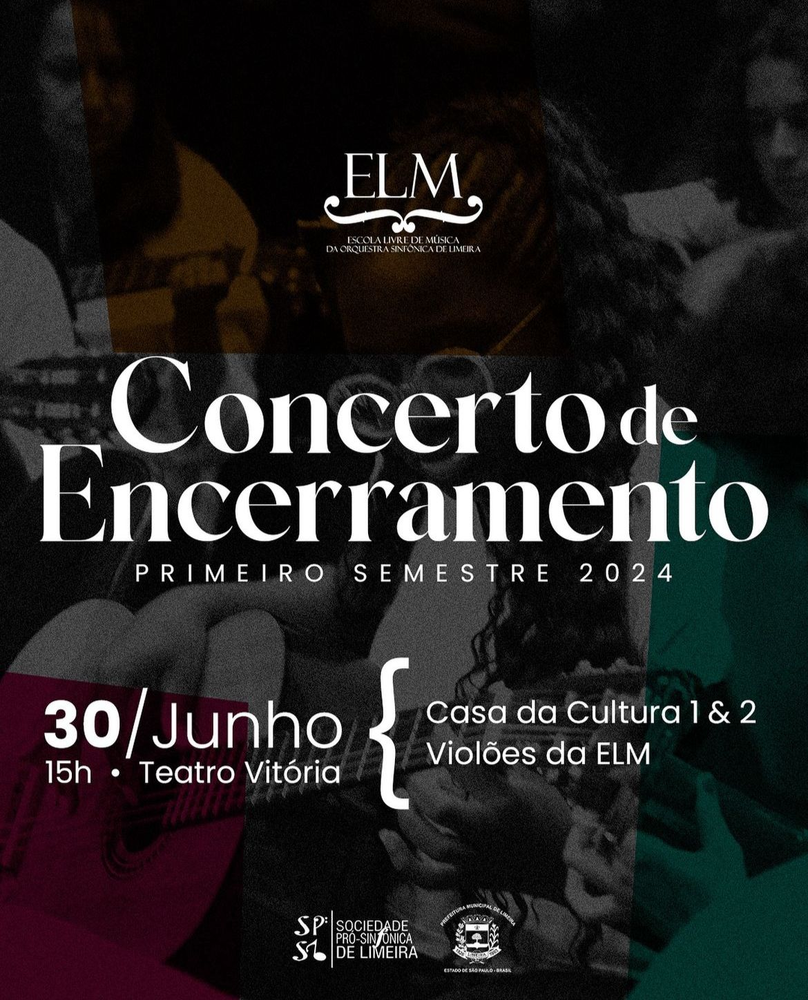 ELM
ESCOLA LIVRE DE MÚSICA
DA ORQUESTRA SINFÔNICA DE LIMEIRA
Concerto de
Encerramento
PRIMEIRO SEMESTRE 2024
30/Junho
15h • Teatro Vitória
{
Casa da Cultura 1 & 2
Violões da ELM
SOCIEDADE
PRÓ-SINFÔNICA
DE LIMEIRA
PREFEITURA MUNICIPAL DE LIMEIRA
LIMEIRA
ESTADO DE SÃO PAULO - BRASIL